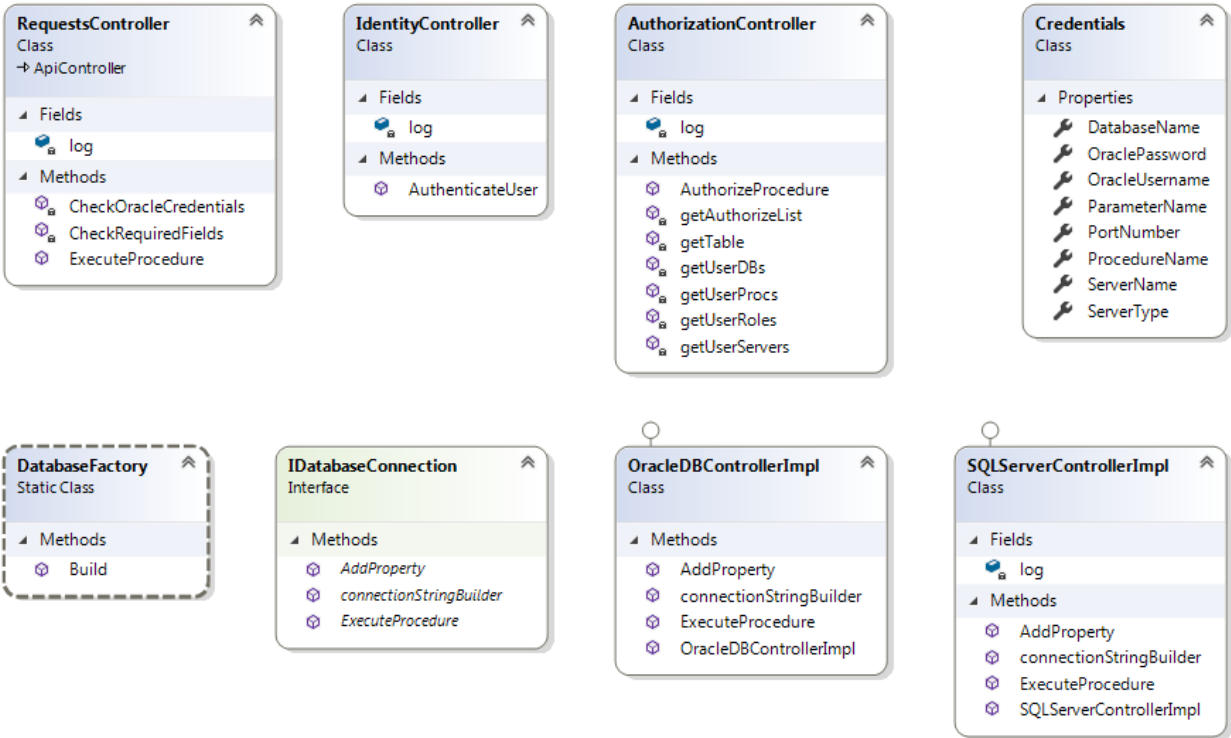 RequestsController
Class
ApiController
Fields
log
Methods
CheckOracleCredentials
CheckRequiredFields
ExecuteProcedure
IdentityController
Class
Fields
log
Methods
AuthenticateUser
AuthorizationController
Class
Fields
log
Methods
AuthorizeProcedure
getAuthorizeList
getTable
getUserDBs
getUserProcs
getUserRoles
getUserServers
Credentials
Class
Properties
DatabaseName
OraclePassword
OracleUsername
ParameterName
PortNumber
ProcedureName
ServerName
ServerType
DatabaseFactory
Static Class
Methods
Build
IDatabaseConnection
Interface
Methods
AddProperty
connectionStringBuilder
ExecuteProcedure
OracleDBControllerImpl
Class
Methods
AddProperty
connectionStringBuilder
ExecuteProcedure
OracleDBControllerImpl
SQLServerControllerImpl
Class
Fields
log
Methods
AddProperty
connectionStringBuilder
ExecuteProcedure
SQLServerControllerImpl